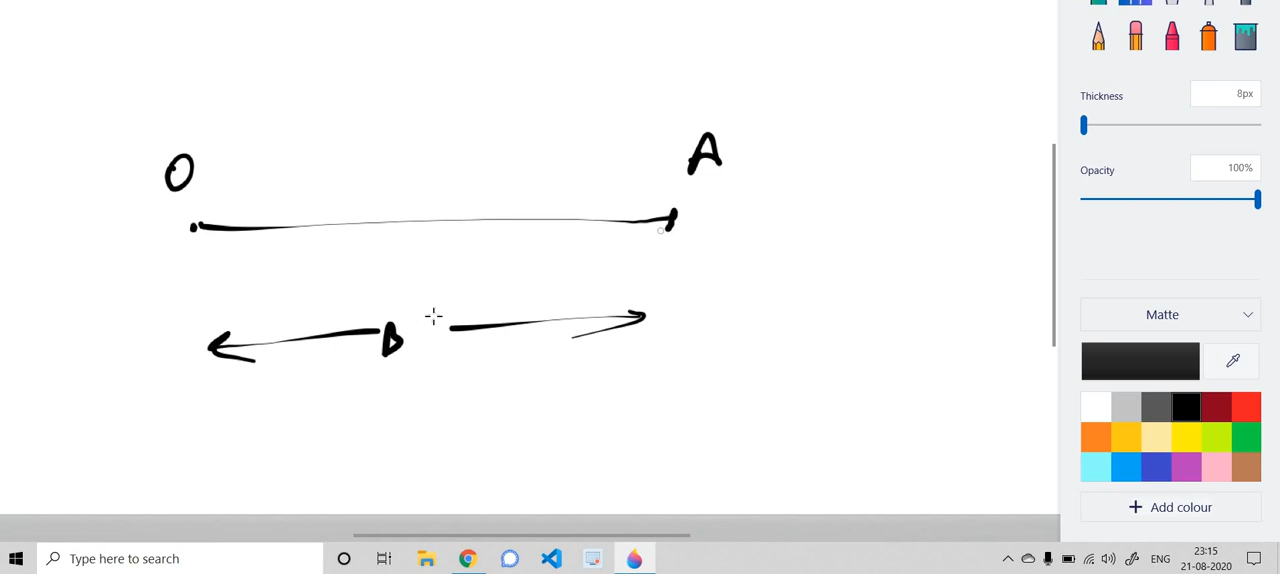 O A
D
Thickness 8px
Opacity 100%
Matte
Add colour
Type here to search
ENG 23:15
21-08-2020